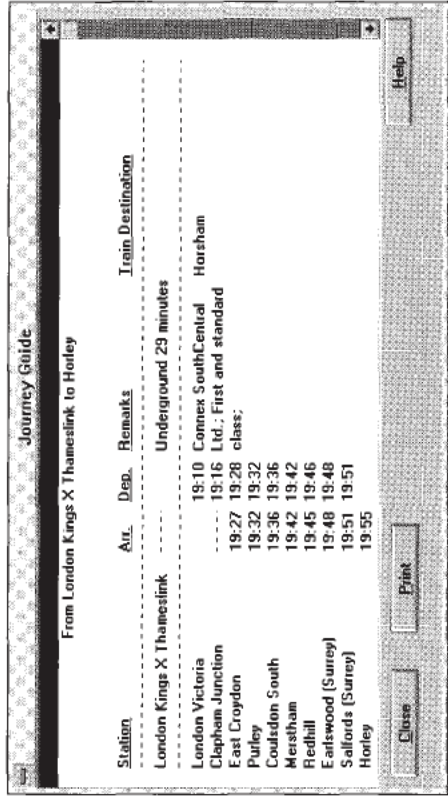 Journey Guide
From London Kings X Thameslink to Horley
Station Arr. Dep. Remarks Train Destination
London Kings X Thameslink ---- Underground 29 minutes
London Victoria 19:10 Connex SouthCentral Horsham
Clapham Junction ---- 19:16 Ltd.; First and standard
East Croydon 19:27 19:28 class;
Purley 19:32 19:32
Coulsdon South 19:36 19:36
Merstham 19:42 19:42
Redhill 19:45 19:46
Earlswood (Surrey) 19:48 19:48
Salfords (Surrey) 19:51 19:51
Horley 19:55
Close Print Help